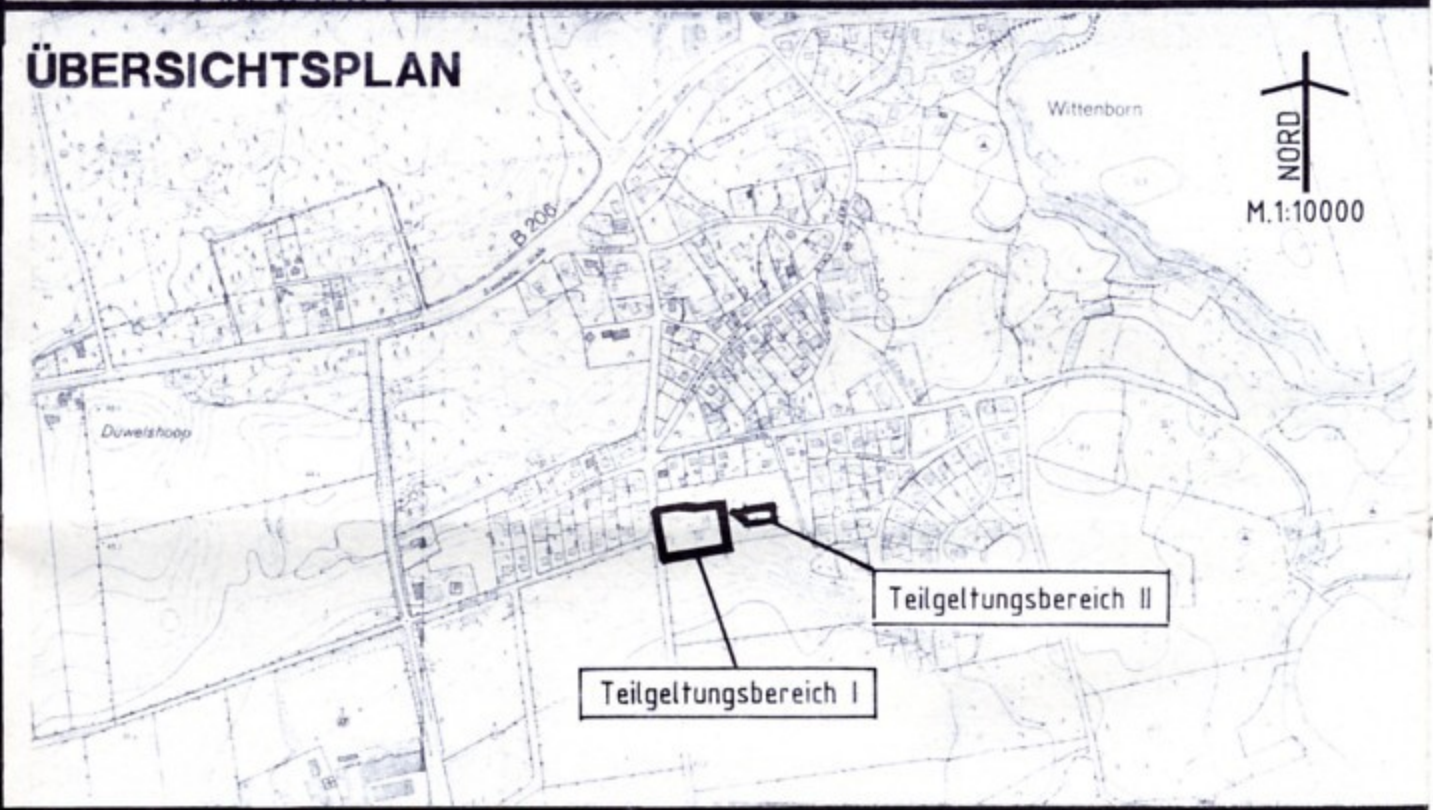 ÜBERSICHTSPLAN
Wittenborn
NORD
M.1:10000
B 206
Duwelshoop
Teilgeltungsbereich II
Teilgeltungsbereich I